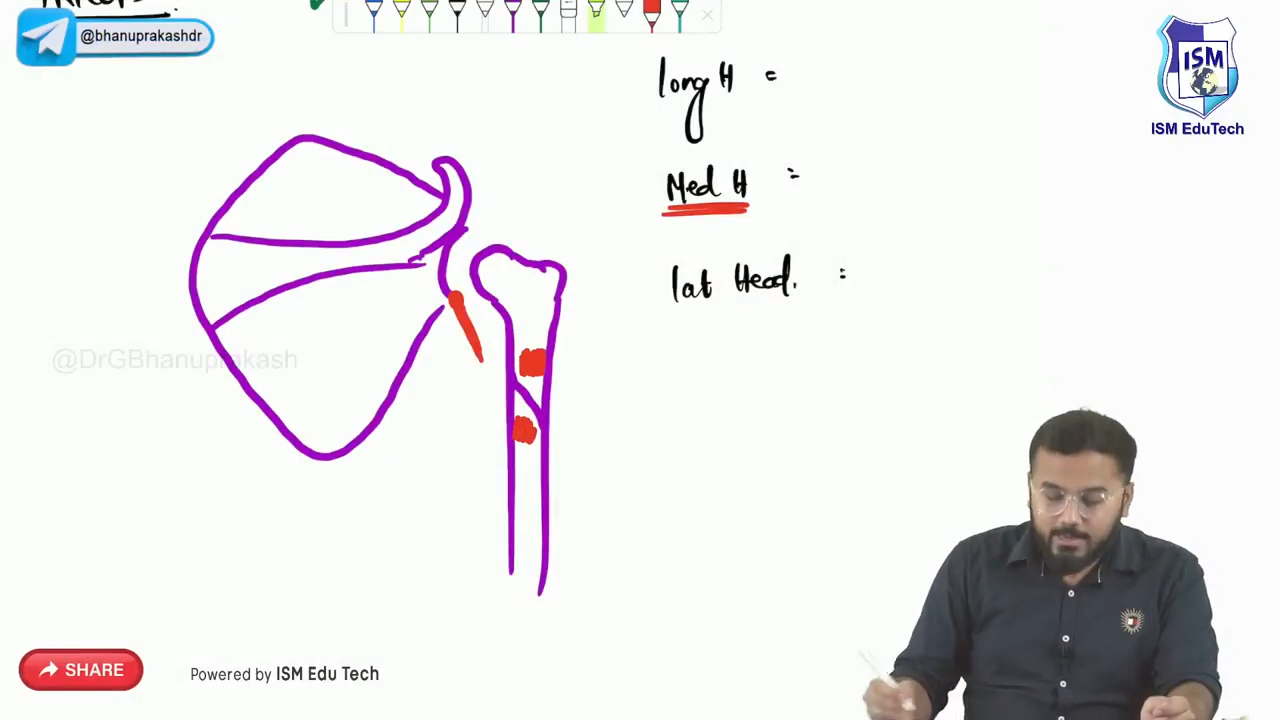 @bhanuprakashdr
long H =
Med H =
lat Head. :
ISM
ISM EduTech
@DrGBhanuprakash
SHARE
Powered by ISM Edu Tech